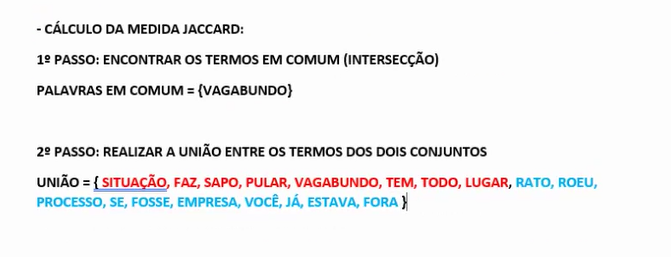 - CÁLCULO DA MEDIDA JACCARD:
1º PASSO: ENCONTRAR OS TERMOS EM COMUM (INTERSECÇÃO)
PALAVRAS EM COMUM = {VAGABUNDO}
2º PASSO: REALIZAR A UNIÃO ENTRE OS TERMOS DOS DOIS CONJUNTOS
UNIÃO = { SITUAÇÃO, FAZ, SAPO, PULAR, VAGABUNDO, TEM, TODO, LUGAR, RATO, ROEU,
PROCESSO, SE, FOSSE, EMPRESA, VOCÊ, JÁ, ESTAVA, FORA }